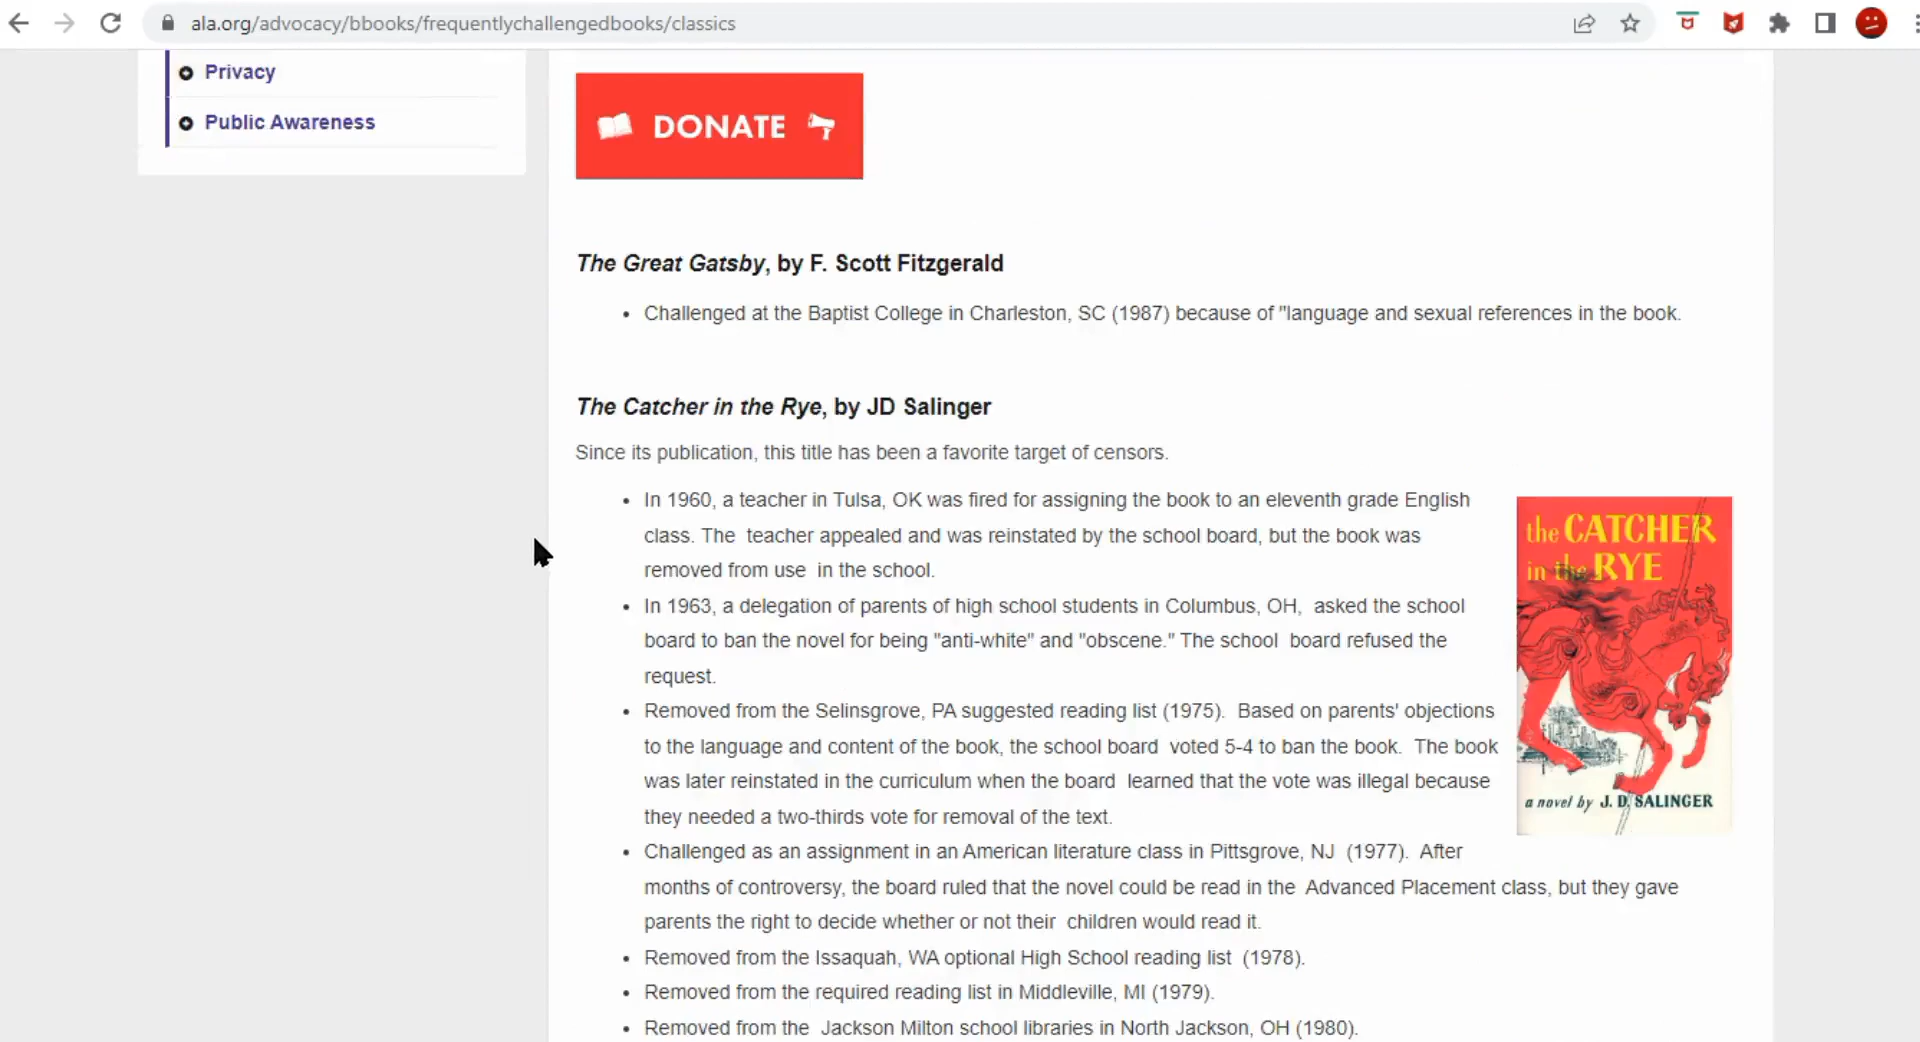 ala.org/advocacy/bbooks/frequentlychallengedbooks/classics
Privacy
Public Awareness
DONATE
The Great Gatsby, by F. Scott Fitzgerald
• Challenged at the Baptist College in Charleston, SC (1987) because of "language and sexual references in the book.
The Catcher in the Rye, by JD Salinger
Since its publication, this title has been a favorite target of censors.
• In 1960, a teacher in Tulsa, OK was fired for assigning the book to an eleventh grade English
class. The teacher appealed and was reinstated by the school board, but the book was
removed from use in the school.
• In 1963, a delegation of parents of high school students in Columbus, OH, asked the school
board to ban the novel for being "anti-white" and "obscene." The school board refused the
request.
• Removed from the Selinsgrove, PA suggested reading list (1975). Based on parents' objections
to the language and content of the book, the school board voted 5-4 to ban the book. The book
was later reinstated in the curriculum when the board learned that the vote was illegal because
they needed a two-thirds vote for removal of the text.
• Challenged as an assignment in an American literature class in Pittsgrove, NJ (1977). After
months of controversy, the board ruled that the novel could be read in the Advanced Placement class, but they gave
parents the right to decide whether or not their children would read it.
• Removed from the Issaquah, WA optional High School reading list (1978).
• Removed from the required reading list in Middleville, MI (1979).
• Removed from the Jackson Milton school libraries in North Jackson, OH (1980).
the CATCHER
in the RYE
a novel by J. D. SALINGER